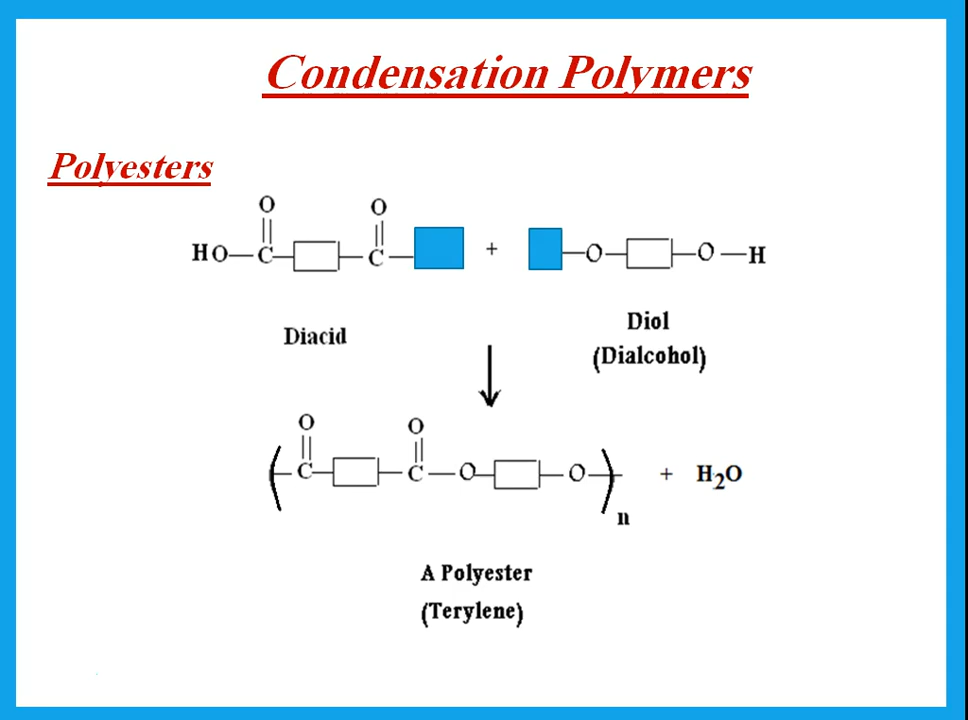 Condensation Polymers
Polyesters
O O
HO C C + O O H
Diacid
Diol
(Dialcohol)
O O
( C C O O ) n + H2O
A Polyester
(Terylene)